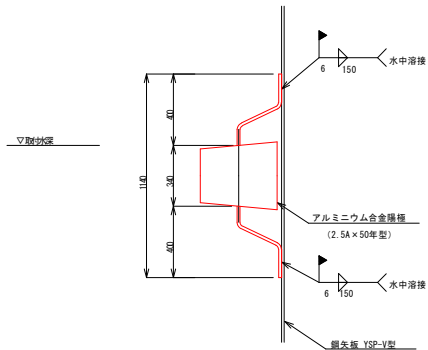 水中溶接
6 150
400
▽取付水深
1140
340
アルミニウム合金陽極
(2.5A×50年型)
400
水中溶接
6 150
鋼矢板 YSP-V型